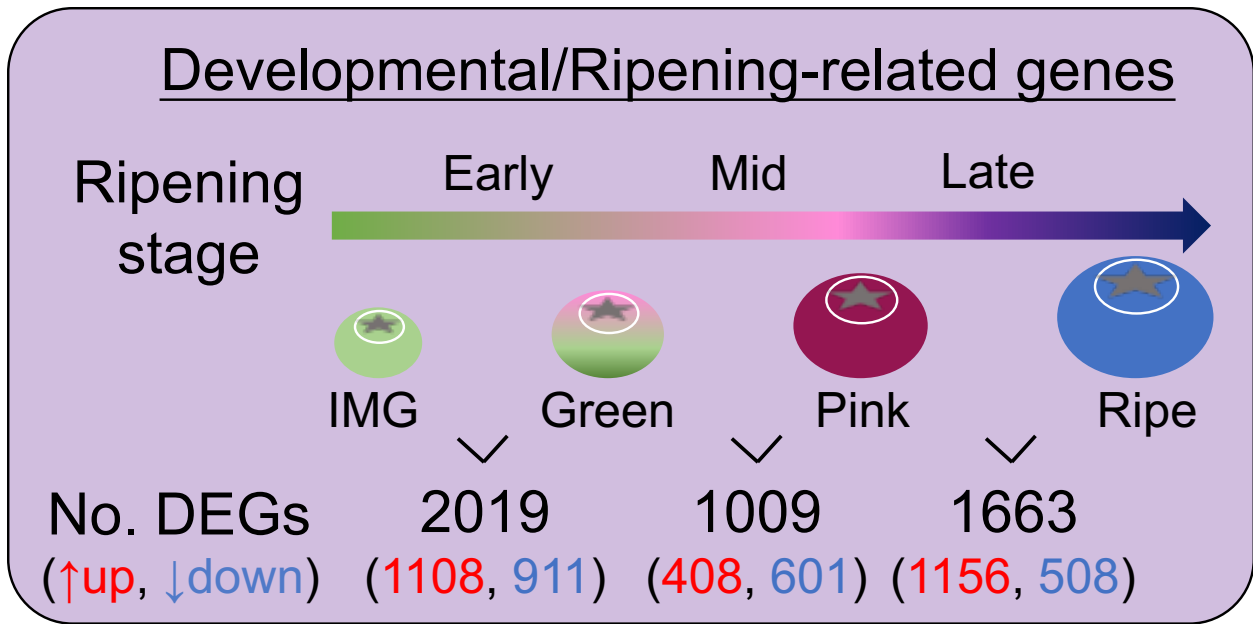 Developmental/Ripening-related genes
Ripening stage
Early Mid Late
IMG Green Pink Ripe
No. DEGs 2019 1009 1663
(↑up, ↓down) (1108, 911) (408, 601) (1156, 508)